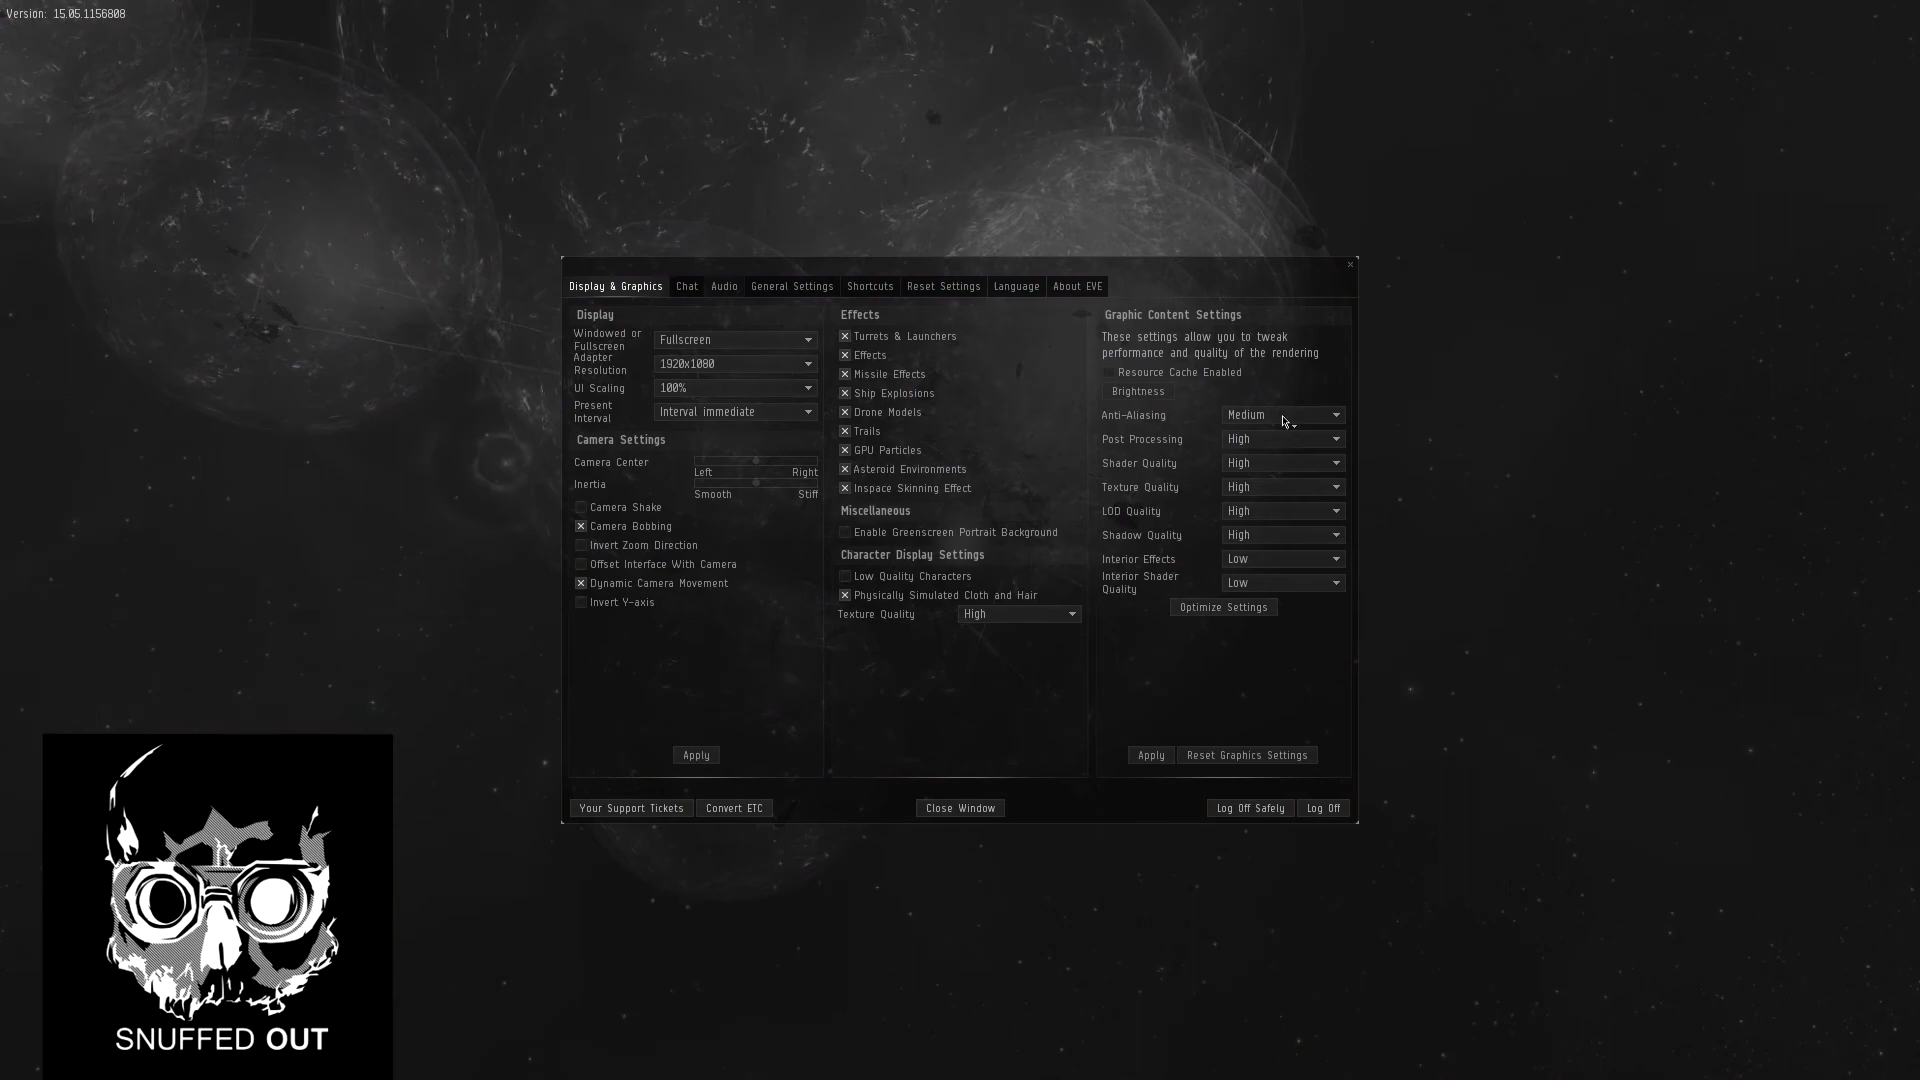 Version: 15.05.1156808
Display & Graphics
Chat
Audio
General Settings
Shortcuts
Reset Settings
Language
About EVE
Display
Windowed or
Fullscreen
Fullscreen
Adapter
Resolution
1920x1080
UI Scaling
100%
Present
Interval
Interval immediate
Camera Settings
Camera Center
Left
Right
Inertia
Smooth
Stiff
Camera Shake
Camera Bobbing
Invert Zoom Direction
Offset Interface With Camera
Dynamic Camera Movement
Invert Y-axis
Apply
Effects
Turrets & Launchers
Effects
Missile Effects
Ship Explosions
Drone Models
Trails
GPU Particles
Asteroid Environments
Inspace Skinning Effect
Miscellaneous
Enable Greenscreen Portrait Background
Character Display Settings
Low Quality Characters
Physically Simulated Cloth and Hair
Texture Quality
High
Graphic Content Settings
These settings allow you to tweak
performance and quality of the rendering
Resource Cache Enabled
Brightness
Anti-Aliasing
Medium
Post Processing
High
Shader Quality
High
Texture Quality
High
LOD Quality
High
Shadow Quality
High
Interior Effects
Low
Interior Shader
Quality
Low
Optimize Settings
Apply
Reset Graphics Settings
Your Support Tickets
Convert ETC
Close Window
Log Off Safely
Log Off
SNUFFED OUT